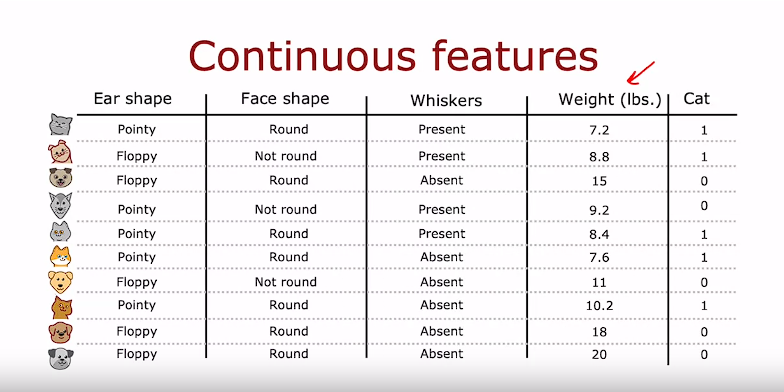 Continuous features
Ear shape Face shape Whiskers Weight (lbs.) Cat
Pointy Round Present 7.2 1
Floppy Not round Present 8.8 1
Floppy Round Absent 15 0
Pointy Not round Present 9.2 0
Pointy Round Present 8.4 1
Pointy Round Absent 7.6 1
Floppy Not round Absent 11 0
Pointy Round Absent 10.2 1
Floppy Round Absent 18 0
Floppy Round Absent 20 0